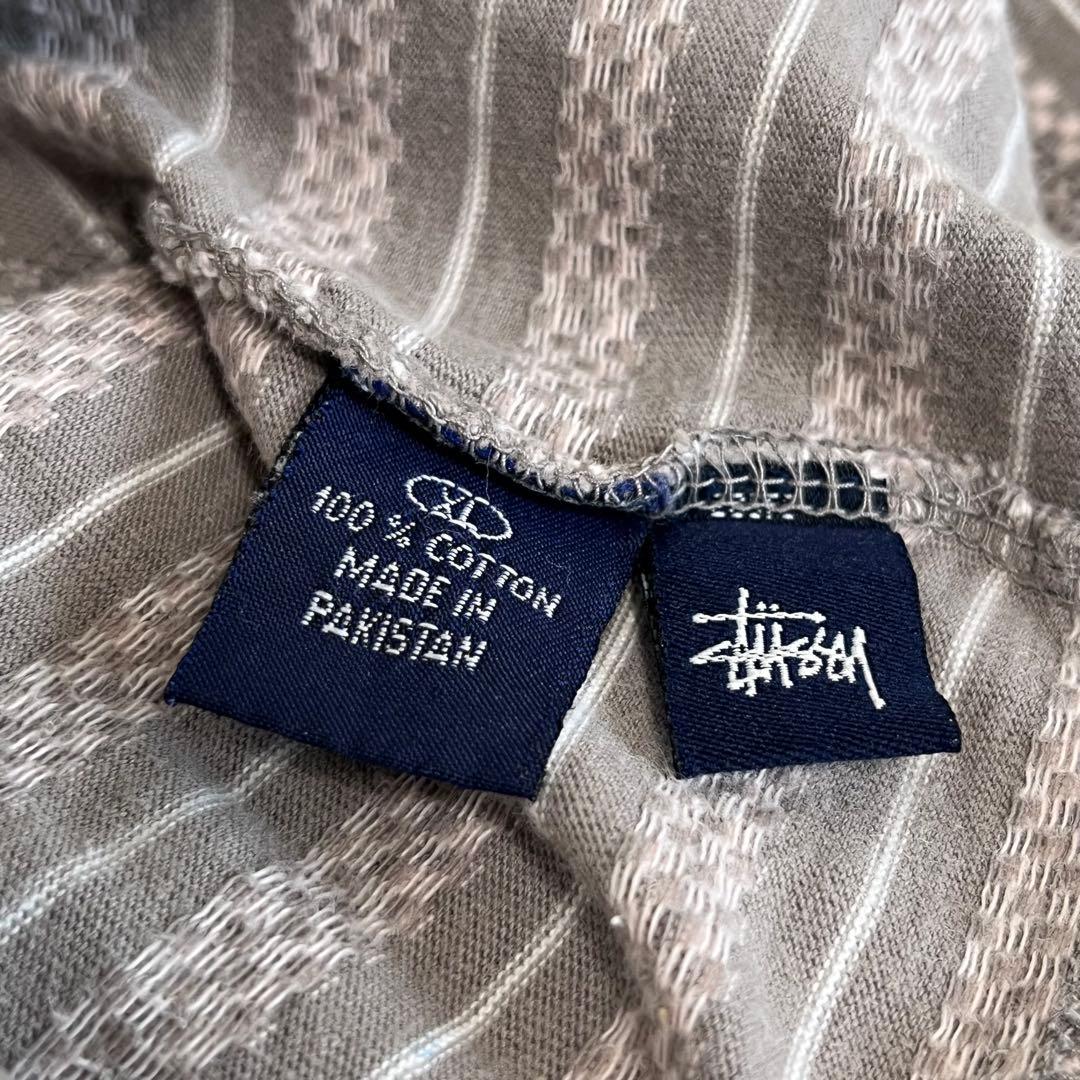 XL
100 % COTTON
MADE IN
PAKISTAN
Stüssy